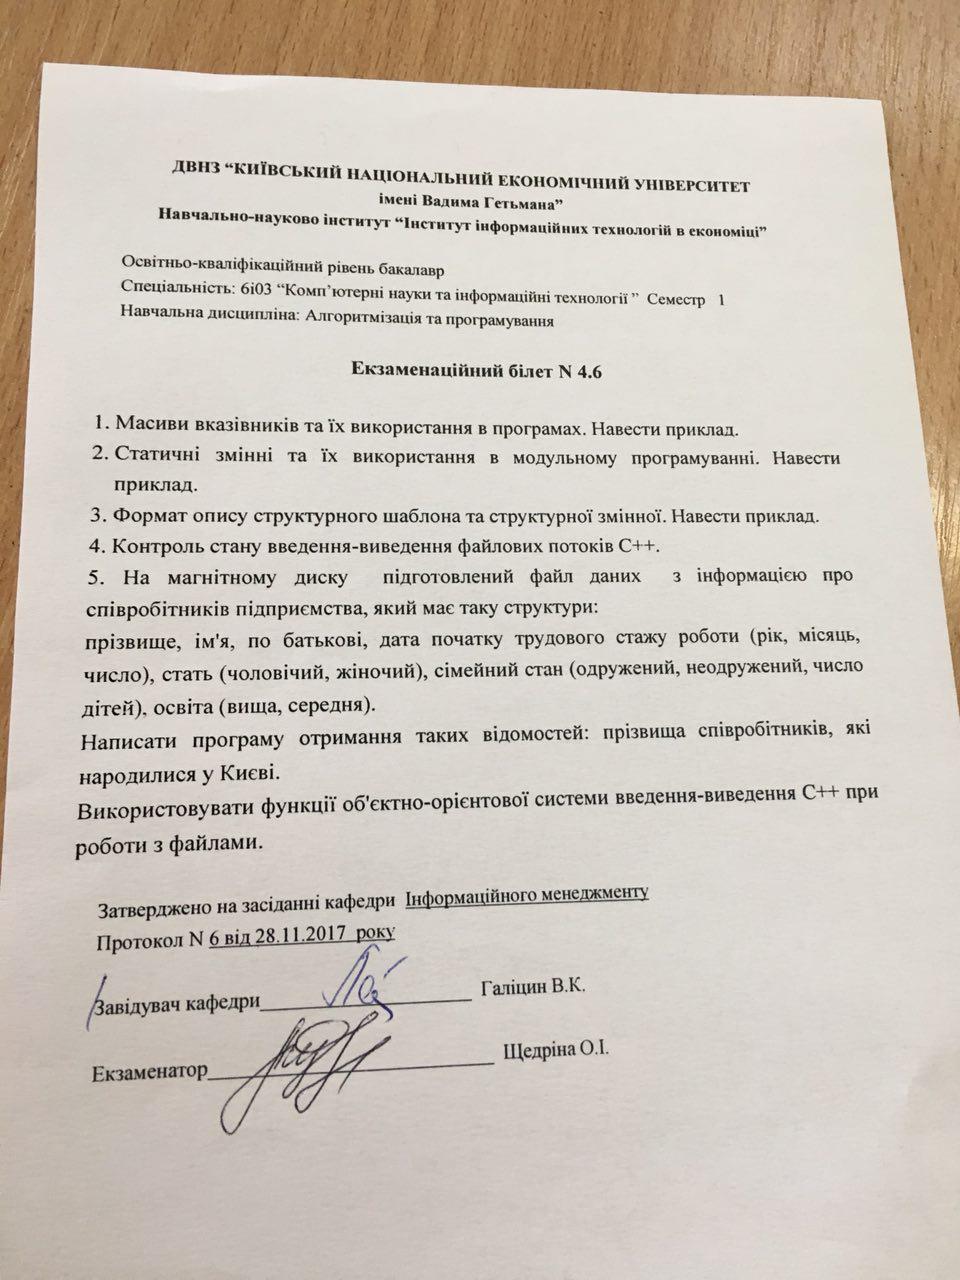 ДВНЗ “КИЇВСЬКИЙ НАЦІОНАЛЬНИЙ ЕКОНОМІЧНИЙ УНІВЕРСИТЕТ
імені Вадима Гетьмана”
Навчально-науково інститут “Інститут інформаційних технологій в економіці”
Освітньо-кваліфікаційний рівень бакалавр
Спеціальність: 6і03 “Комп’ютерні науки та інформаційні технології ” Семестр 1
Навчальна дисципліна: Алгоритмізація та програмування
Екзаменаційний білет N 4.6
1. Масиви вказівників та їх використання в програмах. Навести приклад.
2. Статичні змінні та їх використання в модульному програмуванні. Навести
приклад.
3. Формат опису структурного шаблона та структурної змінної. Навести приклад.
4. Контроль стану введення-виведення файлових потоків С++.
5. На магнітному диску підготовлений файл даних з інформацією про
співробітників підприємства, який має таку структури:
прізвище, ім'я, по батькові, дата початку трудового стажу роботи (рік, місяць,
число), стать (чоловічий, жіночий), сімейний стан (одружений, неодружений, число
дітей), освіта (вища, середня).
Написати програму отримання таких відомостей: прізвища співробітників, які
народилися у Києві.
Використовувати функції об'єктно-орієнтової системи введення-виведення С++ при
роботи з файлами.
Затверджено на засіданні кафедри Інформаційного менеджменту
Протокол N 6 від 28.11.2017 року
Завідувач кафедри Галіцин В.К.
Екзаменатор Щедріна О.І.